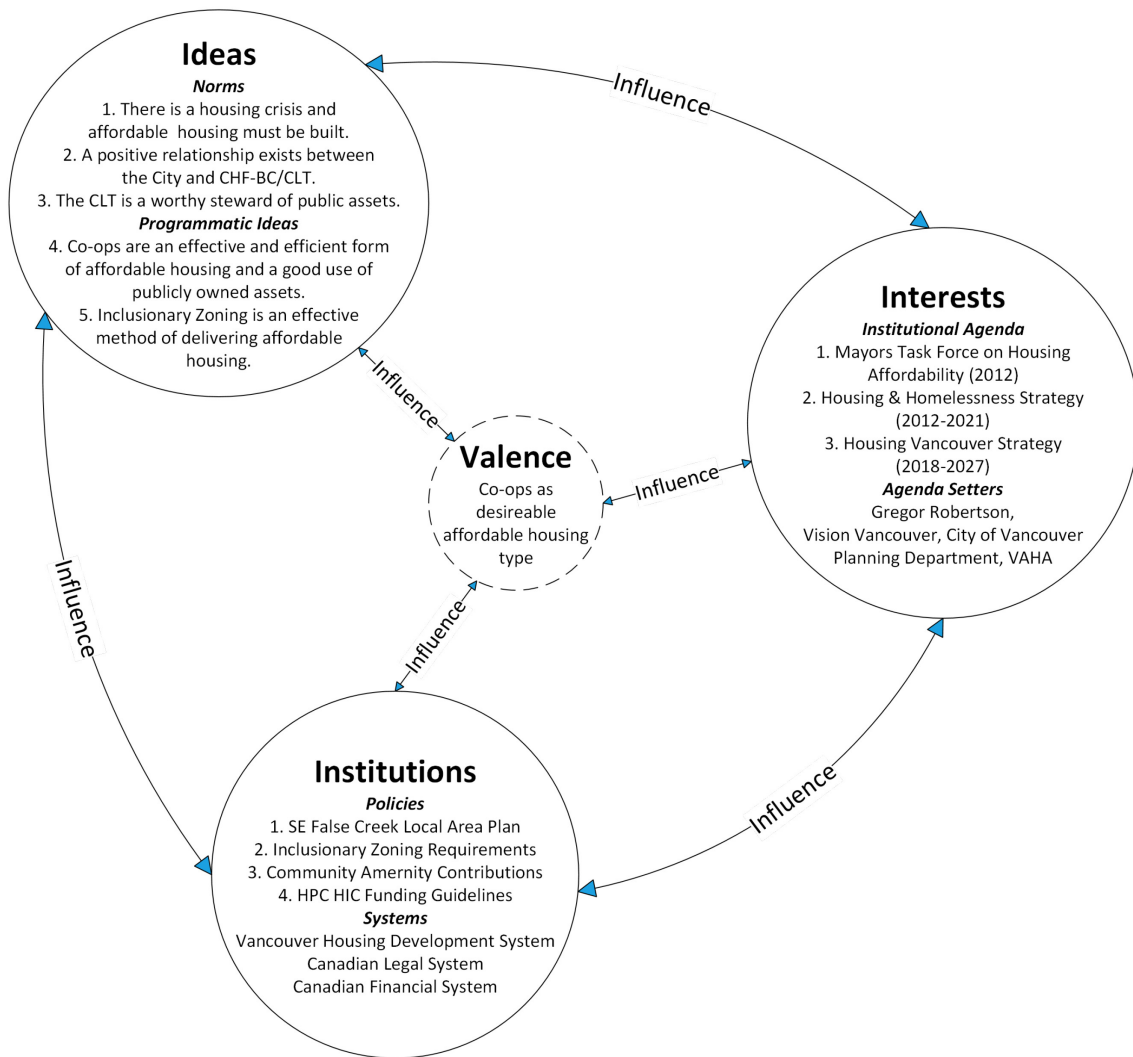 Ideas
Norms
1. There is a housing crisis and
affordable housing must be built.
2. A positive relationship exists between
the City and CHF-BC/CLT.
3. The CLT is a worthy steward of public assets.
Programmatic Ideas
4. Co-ops are an effective and efficient form
of affordable housing and a good use of
publicly owned assets.
5. Inclusionary Zoning is an effective
method of delivering affordable
housing.
Influence
Interests
Institutional Agenda
1. Mayors Task Force on Housing
Affordability (2012)
2. Housing & Homelessness Strategy
(2012-2021)
3. Housing Vancouver Strategy
(2018-2027)
Agenda Setters
Gregor Robertson,
Vision Vancouver, City of Vancouver
Planning Department, VAHA
Influence
Valence
Co-ops as
desireable
affordable housing
type
Influence
Influence
Influence
Influence
Institutions
Policies
1. SE False Creek Local Area Plan
2. Inclusionary Zoning Requirements
3. Community Amernity Contributions
4. HPC HIC Funding Guidelines
Systems
Vancouver Housing Development System
Canadian Legal System
Canadian Financial System